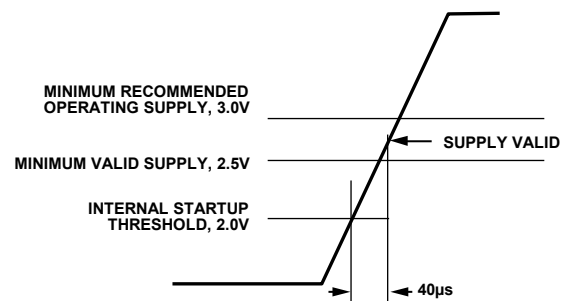 MINIMUM RECOMMENDED
OPERATING SUPPLY, 3.0V
SUPPLY VALID
MINIMUM VALID SUPPLY, 2.5V
INTERNAL STARTUP
THRESHOLD, 2.0V
40µs